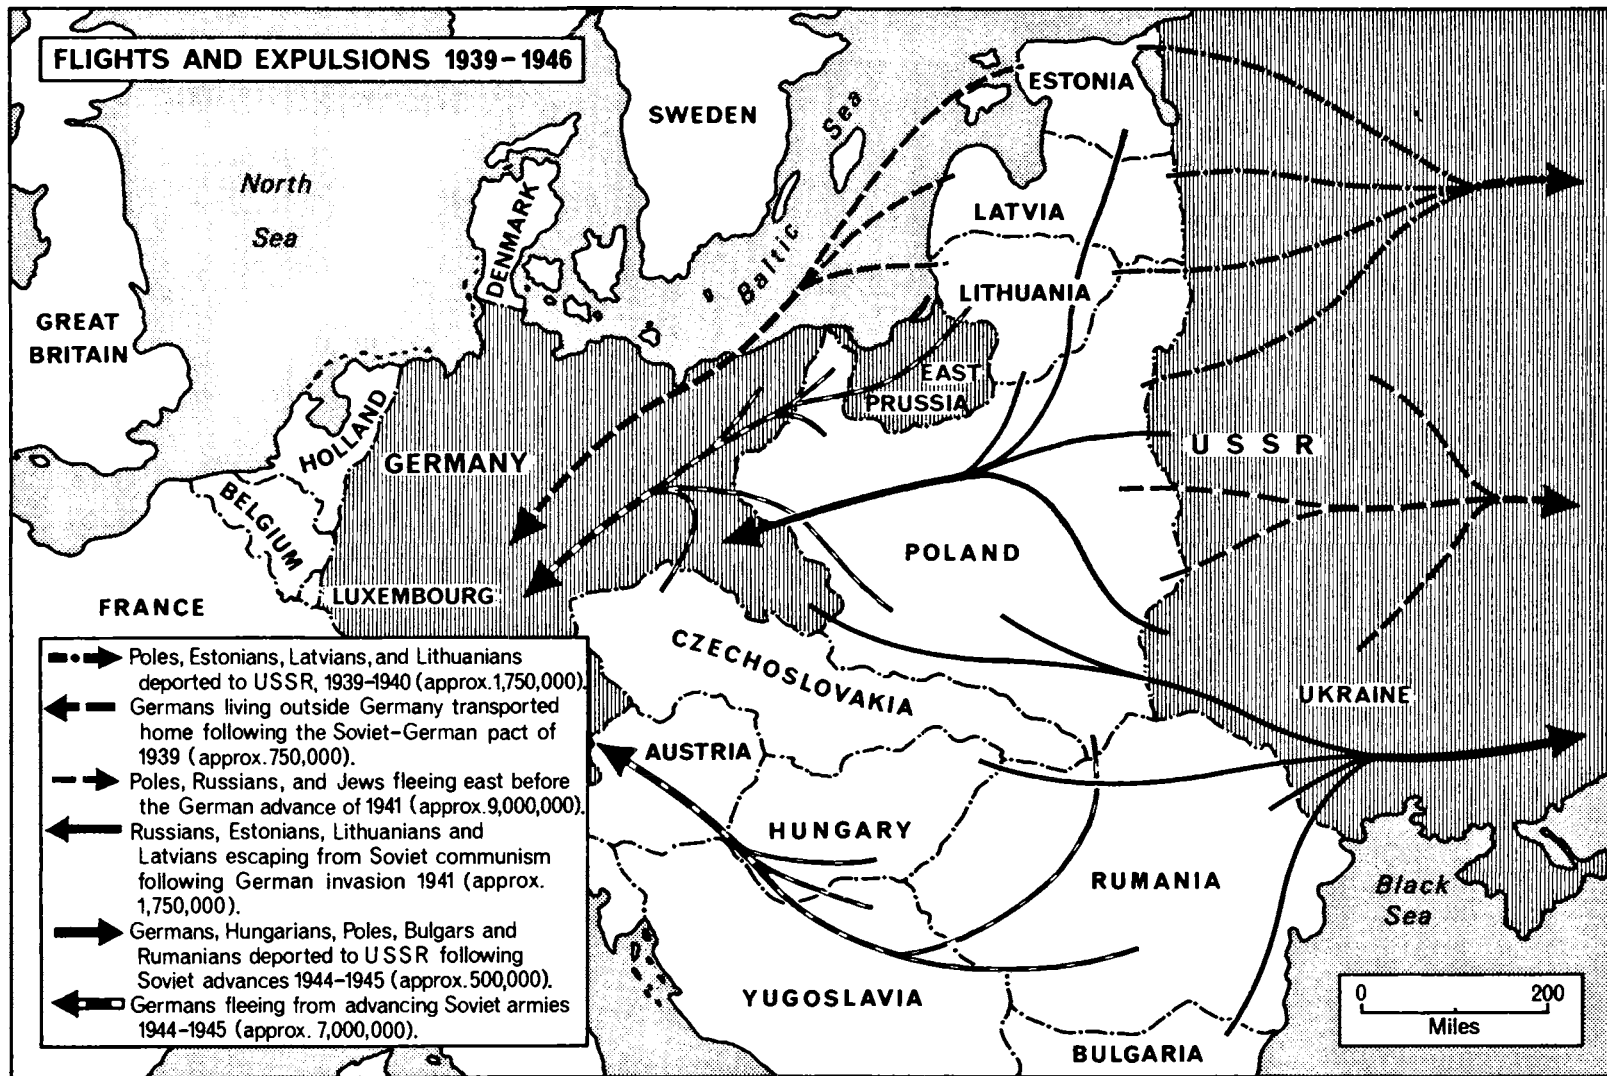 FLIGHTS AND EXPULSIONS 1939–1946
ESTONIA
SWEDEN
Baltic Sea
North
Sea
DENMARK
LATVIA
LITHUANIA
GREAT
BRITAIN
EAST
PRUSSIA
HOLLAND
USSR
GERMANY
BELGIUM
POLAND
LUXEMBOURG
FRANCE
CZECHOSLOVAKIA
UKRAINE
AUSTRIA
HUNGARY
RUMANIA
Black
Sea
YUGOSLAVIA
BULGARIA
Poles, Estonians, Latvians, and Lithuanians
deported to USSR, 1939–1940 (approx.1,750,000).
Germans living outside Germany transported
home following the Soviet-German pact of
1939 (approx.750,000).
Poles, Russians, and Jews fleeing east before
the German advance of 1941 (approx.9,000,000).
Russians, Estonians, Lithuanians and
Latvians escaping from Soviet communism
following German invasion 1941 (approx.
1,750,000).
Germans, Hungarians, Poles, Bulgars and
Rumanians deported to USSR following
Soviet advances 1944–1945 (approx.500,000).
Germans fleeing from advancing Soviet armies
1944–1945 (approx. 7,000,000).
0 200
Miles